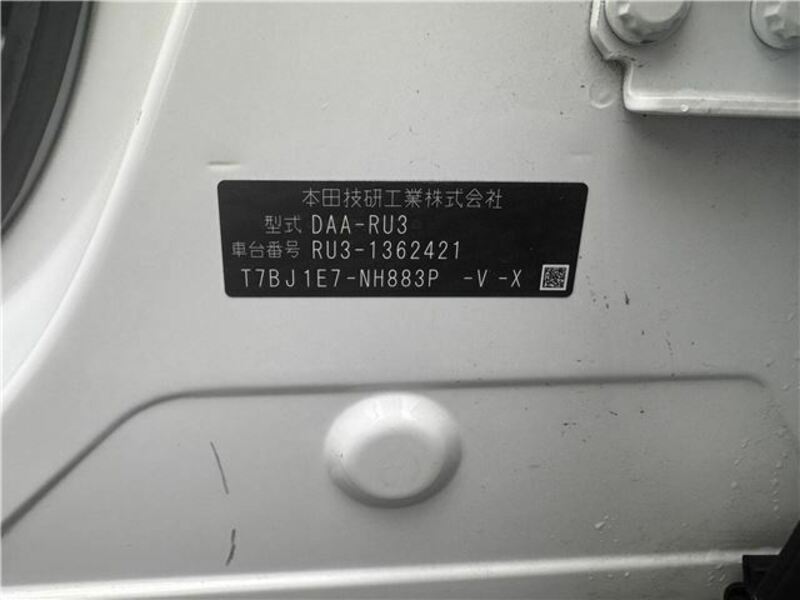 本田技研工業株式会社
型式 DAA-RU3
車台番号 RU3-1362421
T7BJ1E7-NH883P -V -X